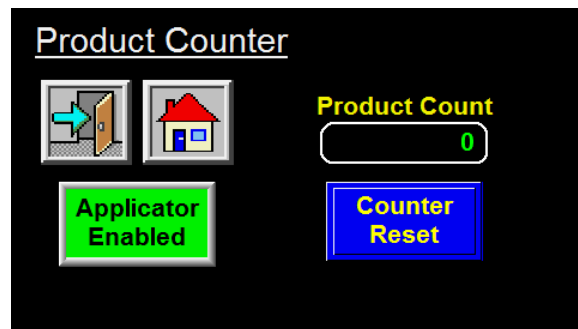 Product Counter
Product Count
0
Applicator
Enabled
Counter
Reset